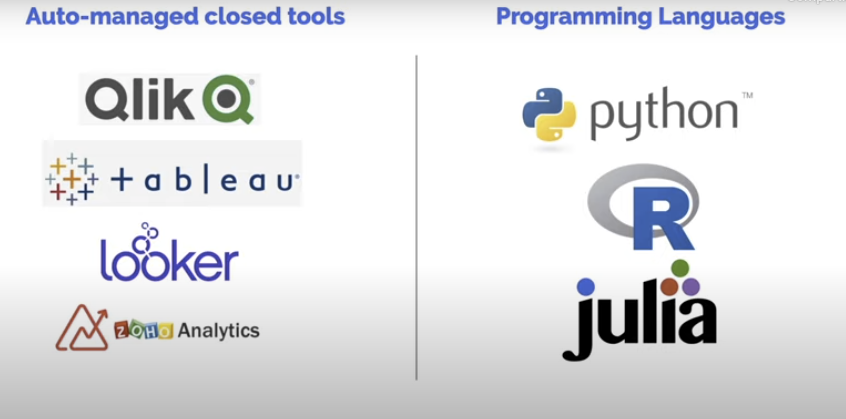 Auto-managed closed tools
Programming Languages
Qlik
tableau
looker
ZOHO Analytics
python™
R
julia